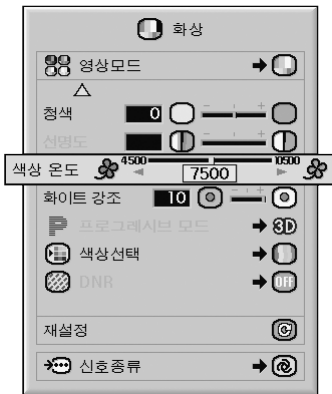 화상
영상모드
청색 0 - +
선명도
색상 온도 4500 7500 10500
화이트 강조 10 - +
P 프로그레시브 모드 3D
색상선택
DNR Off
재설정
신호종류